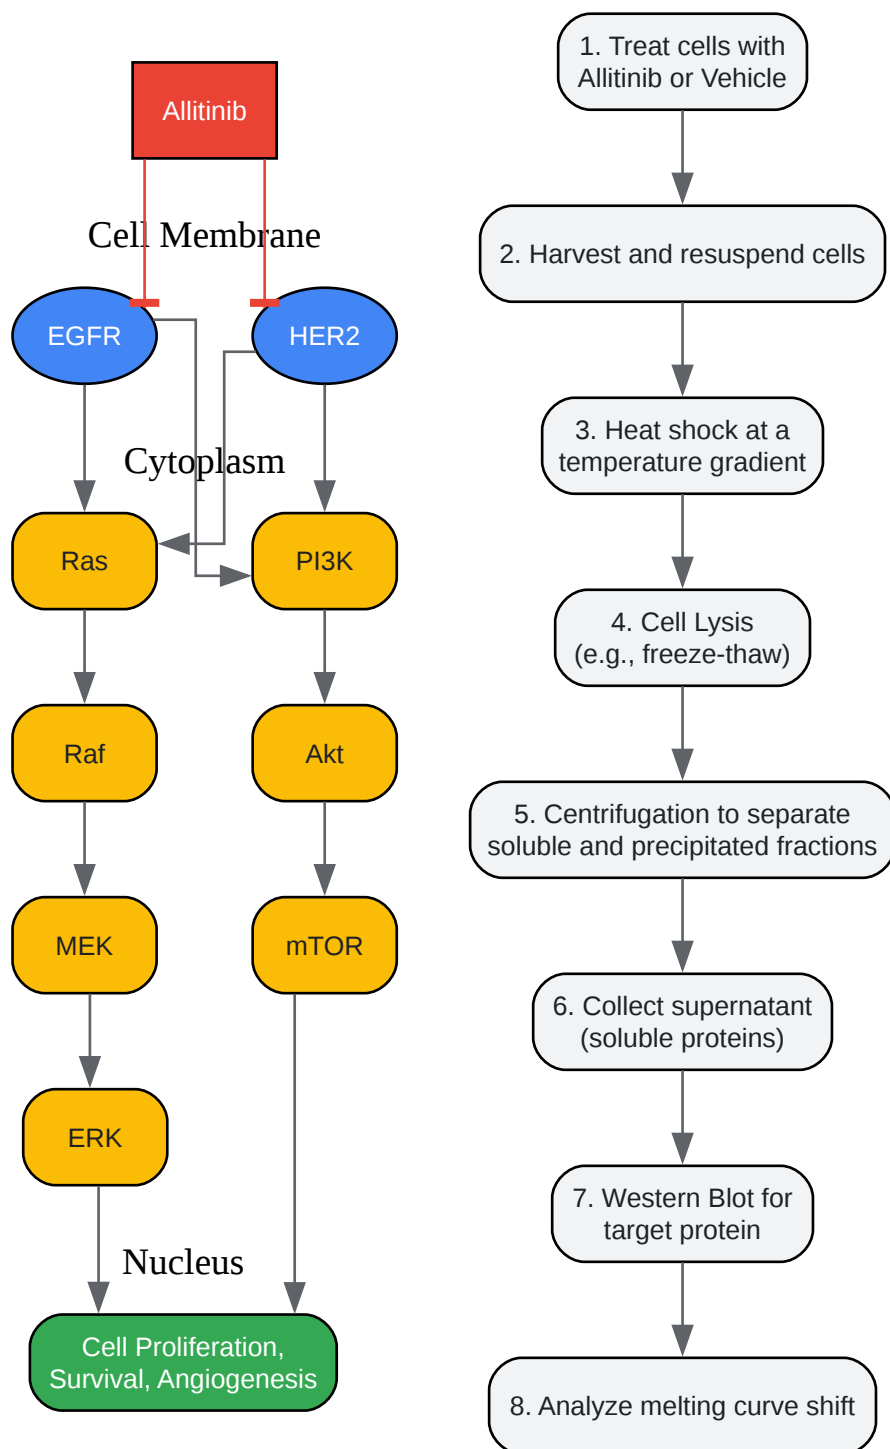 Allitinib
Cell Membrane
EGFR
HER2
Cytoplasm
Ras
PI3K
Raf
Akt
MEK
mTOR
ERK
Nucleus
Cell Proliferation,
Survival, Angiogenesis
1. Treat cells with
Allitinib or Vehicle
2. Harvest and resuspend cells
3. Heat shock at a
temperature gradient
4. Cell Lysis
(e.g., freeze-thaw)
5. Centrifugation to separate
soluble and precipitated fractions
6. Collect supernatant
(soluble proteins)
7. Western Blot for
target protein
8. Analyze melting curve shift